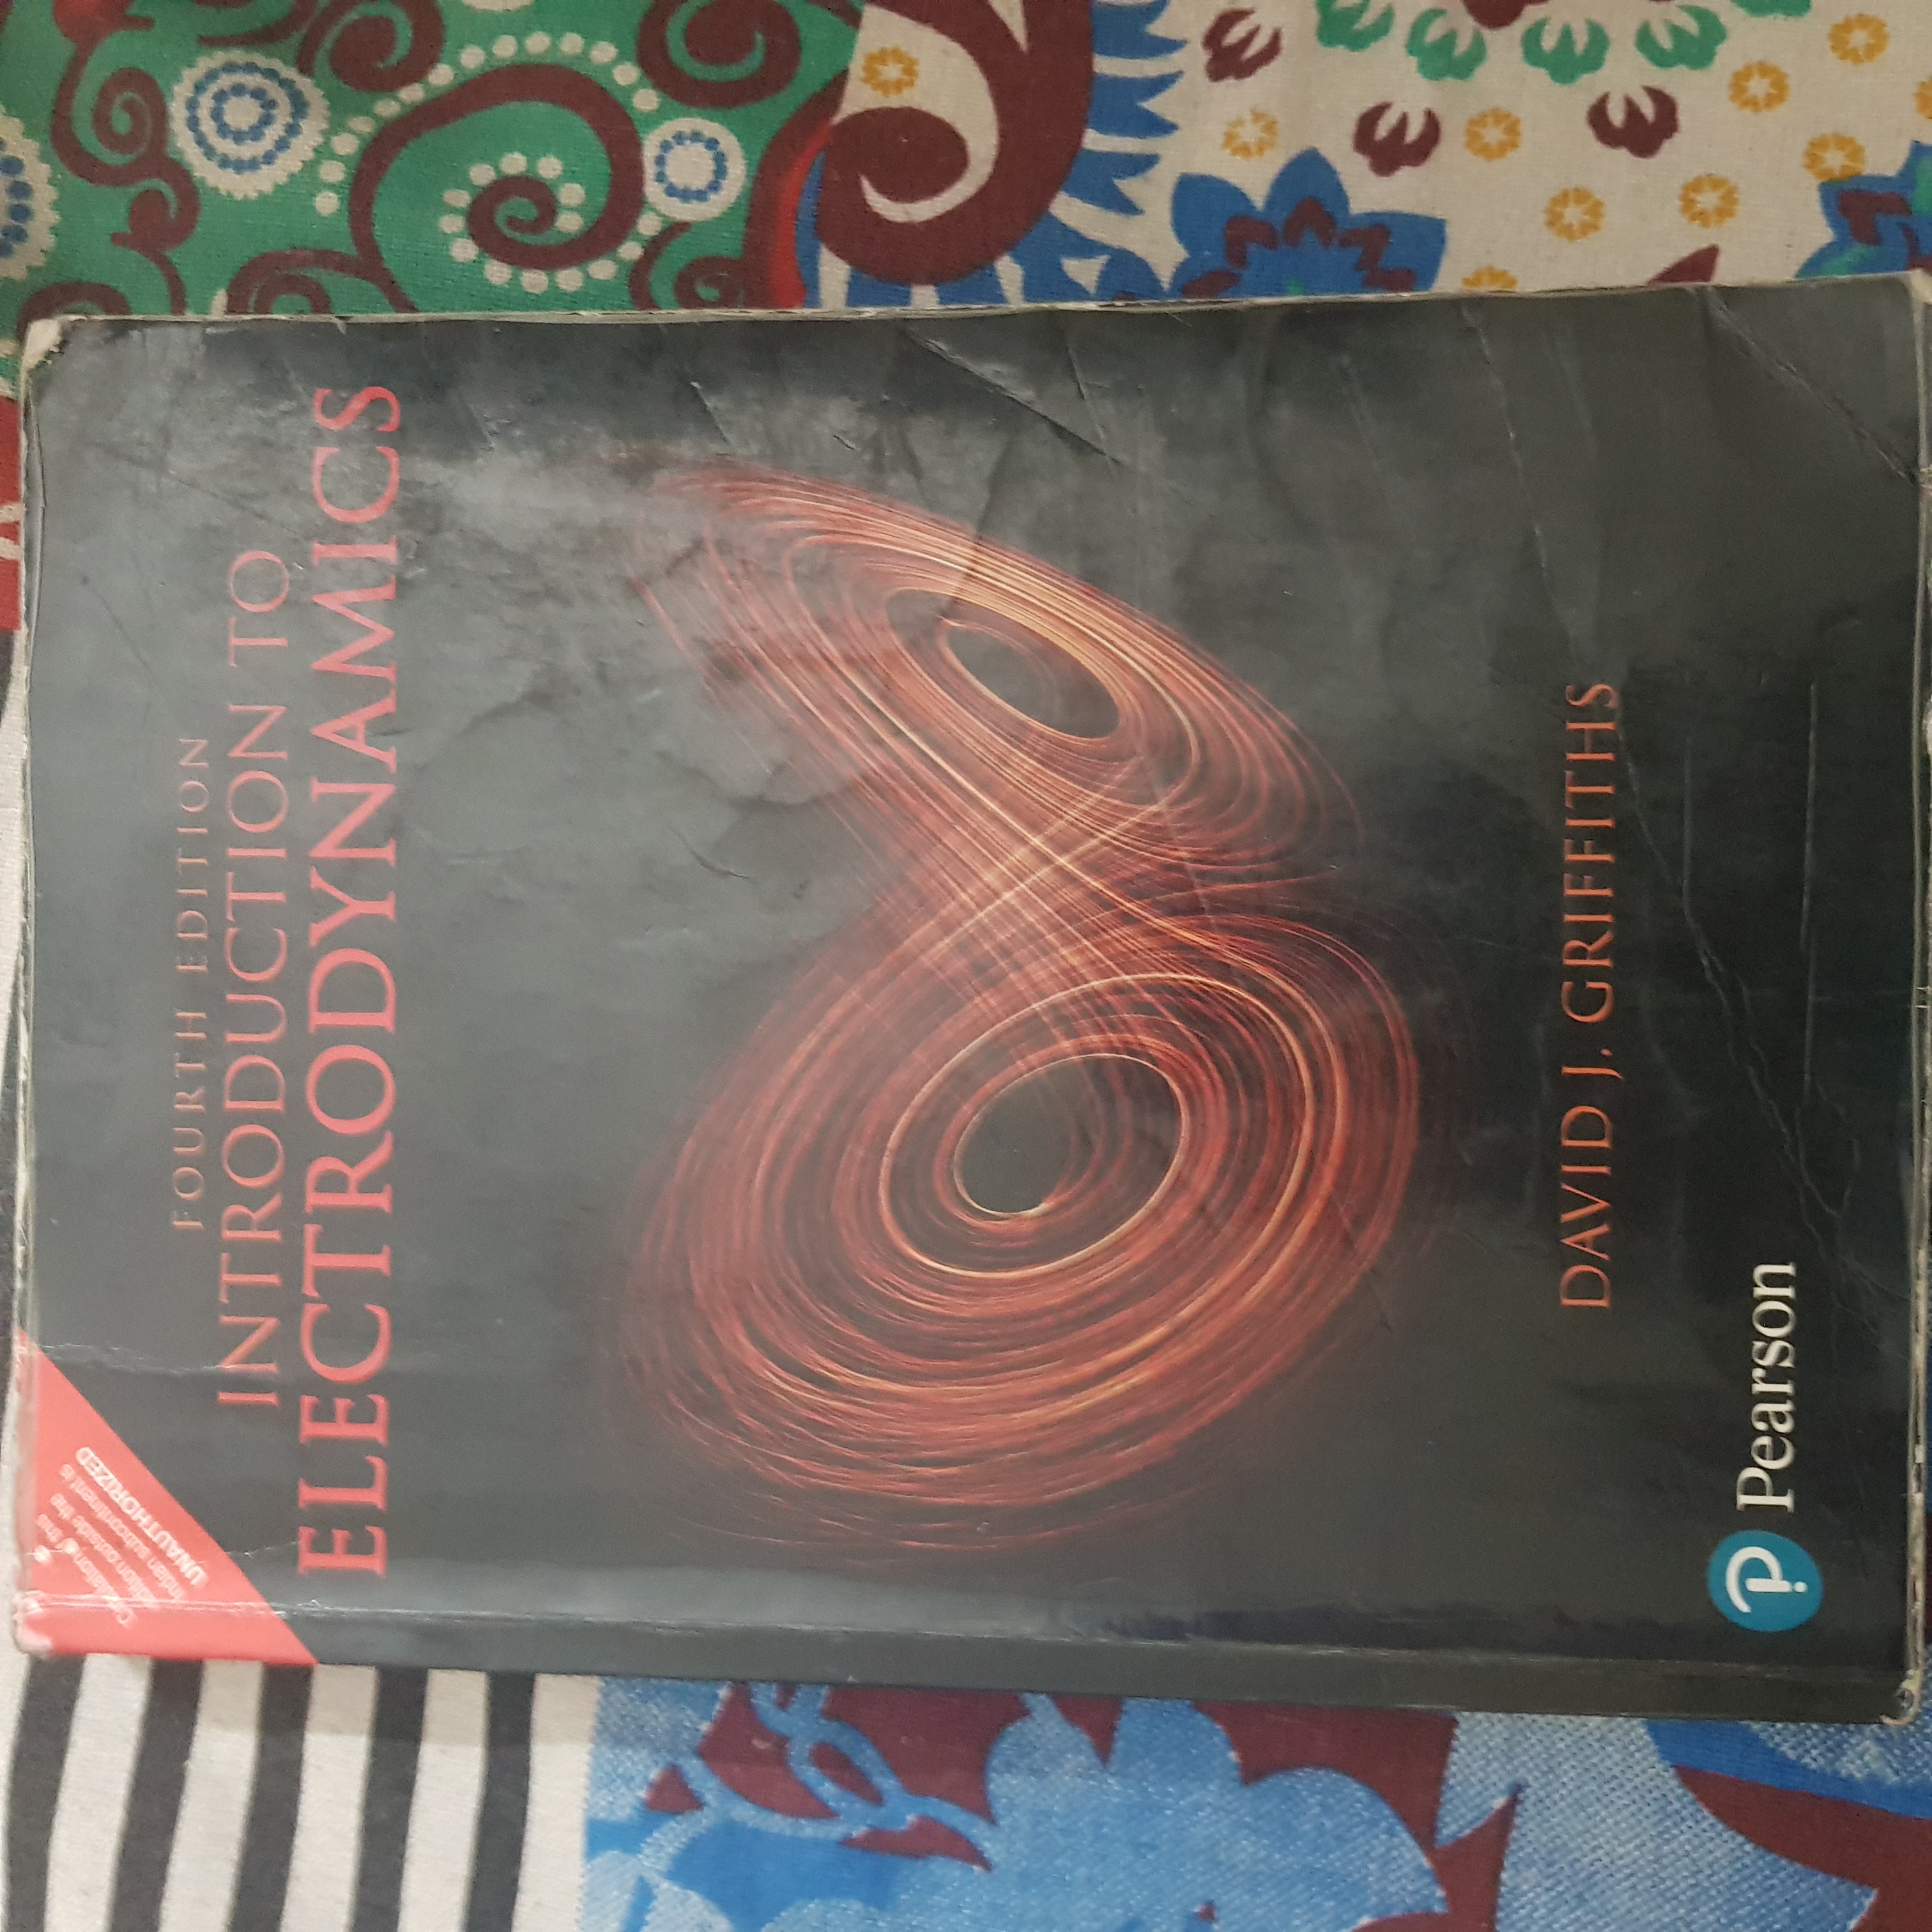 Circulation of this
edition outside the
Indian subcontinent is
UNAUTHORIZED
FOURTH EDITION
INTRODUCTION TO
ELECTRODYNAMICS
DAVID J. GRIFFITHS
Pearson